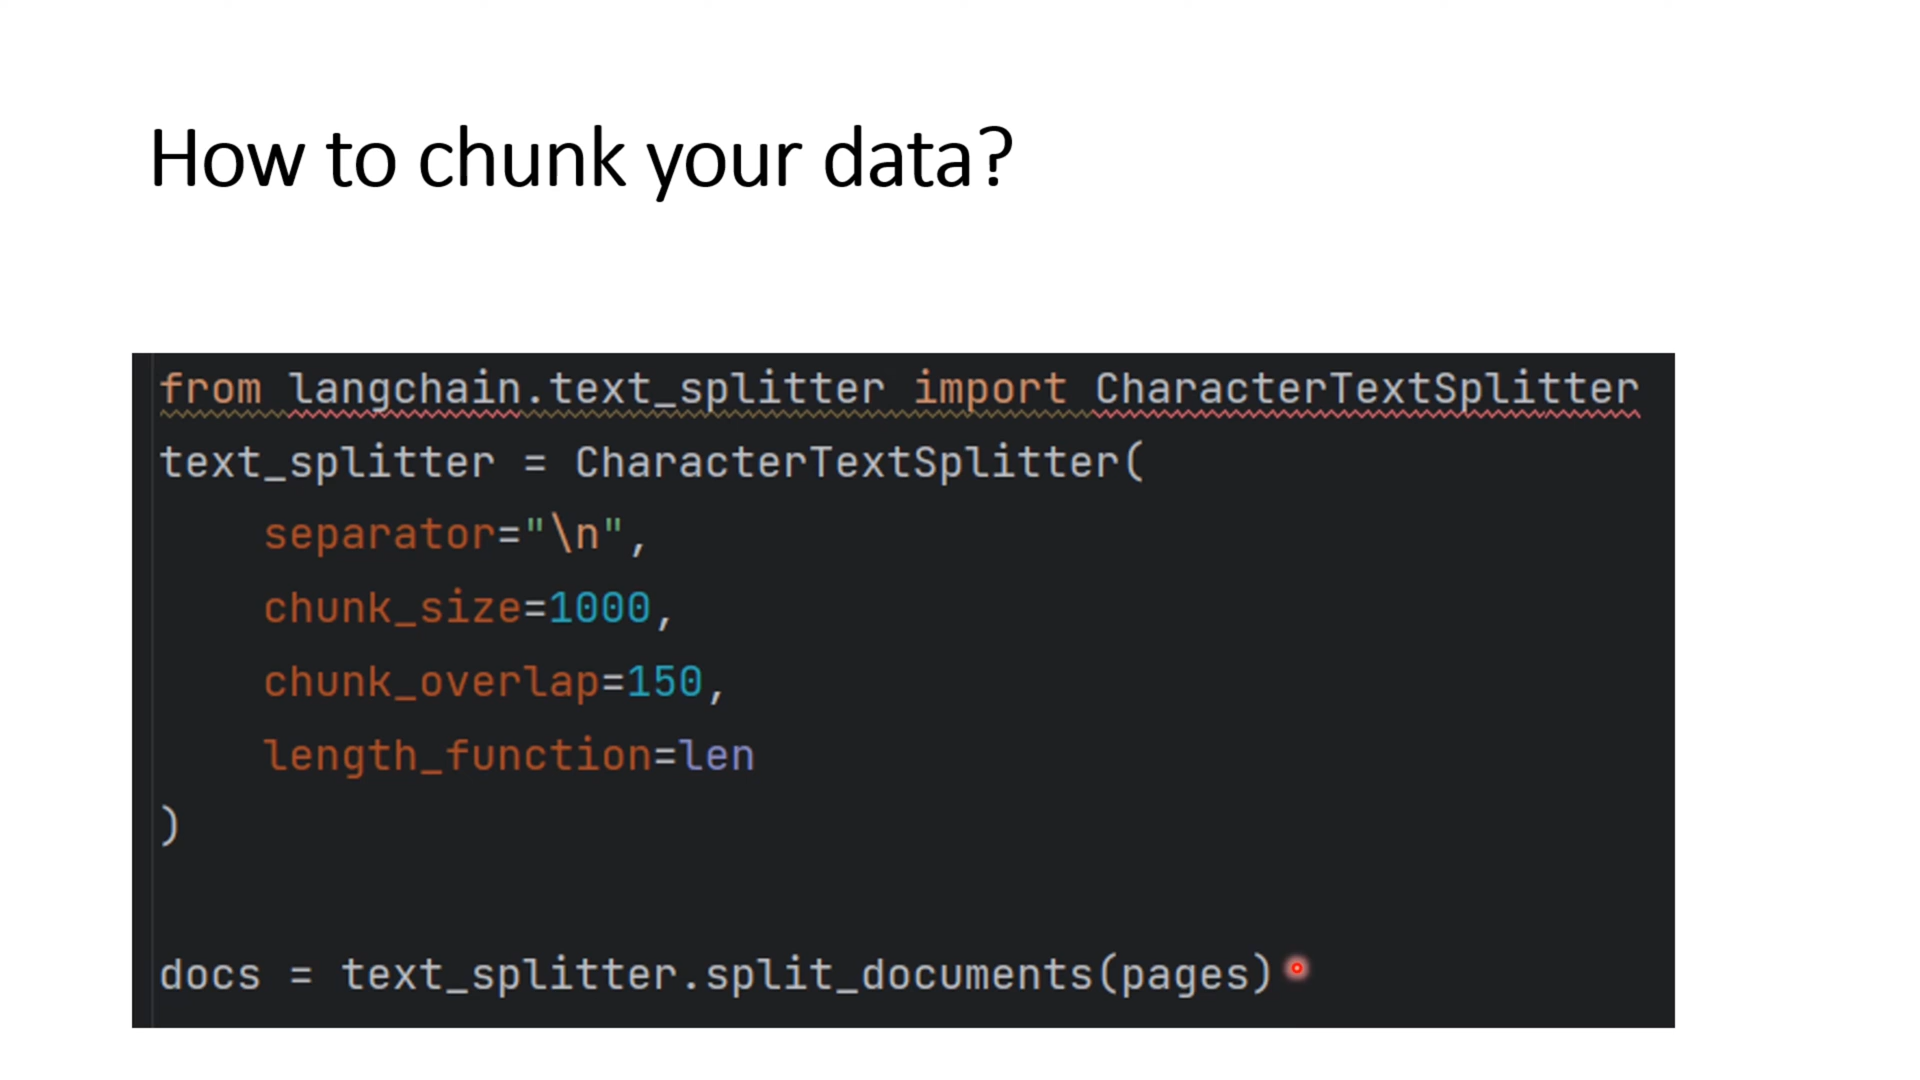 How to chunk your data?
from langchain.text_splitter import CharacterTextSplitter
text_splitter = CharacterTextSplitter(
    separator="\n",
    chunk_size=1000,
    chunk_overlap=150,
    length_function=len
)
docs = text_splitter.split_documents(pages)